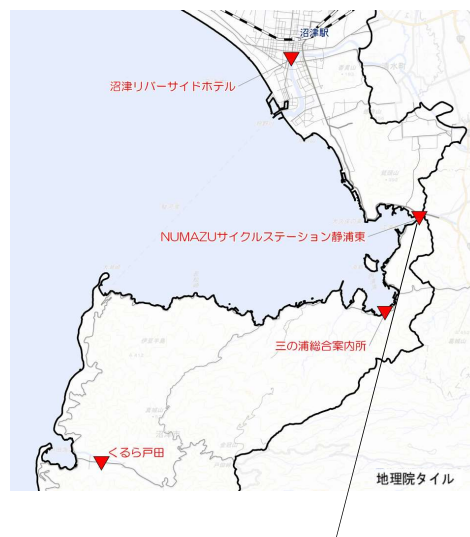 沼津駅
沼津リバーサイドホテル
NUMAZUサイクルステーション静浦東
三の浦総合案内所
くるら戸田
地理院タイル